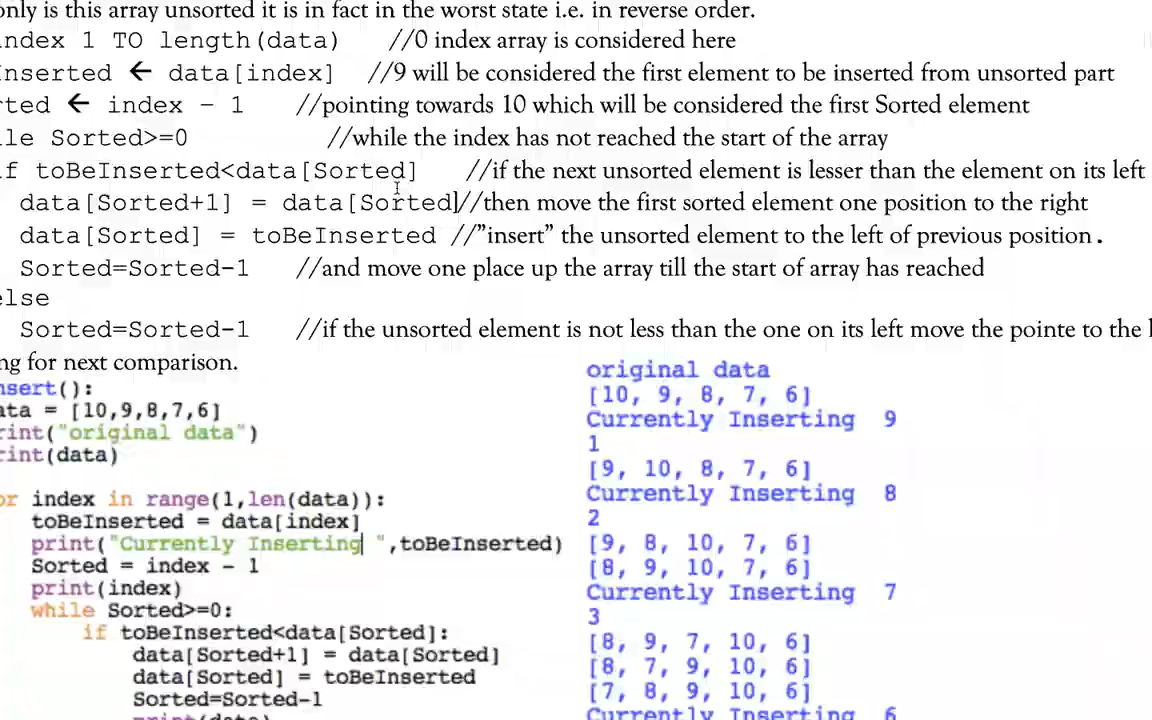 only is this array unsorted it is in fact in the worst state i.e. in reverse order.
index 1 TO length(data) //0 index array is considered here
Inserted ← data[index] //9 will be considered the first element to be inserted from unsorted part
rted ← index - 1 //pointing towards 10 which will be considered the first Sorted element
le Sorted>=0 //while the index has not reached the start of the array
if toBeInserted<data[Sorted] //if the next unsorted element is lesser than the element on its left
data[Sorted+1] = data[Sorted]//then move the first sorted element one position to the right
data[Sorted] = toBeInserted //”insert” the unsorted element to the left of previous position.
Sorted=Sorted-1 //and move one place up the array till the start of array has reached
else
Sorted=Sorted-1 //if the unsorted element is not less than the one on its left move the pointe to the
ng for next comparison.
nsert():
ata = [10,9,8,7,6]
rint("original data")
rint(data)
or index in range(1,len(data)):
toBeInserted = data[index]
print("Currently Inserting ",toBeInserted)
Sorted = index - 1
print(index)
while Sorted>=0:
if toBeInserted<data[Sorted]:
data[Sorted+1] = data[Sorted]
data[Sorted] = toBeInserted
Sorted=Sorted-1
print(data)
original data
[10, 9, 8, 7, 6]
Currently Inserting 9
1
[9, 10, 8, 7, 6]
Currently Inserting 8
2
[9, 8, 10, 7, 6]
[8, 9, 10, 7, 6]
Currently Inserting 7
3
[8, 9, 7, 10, 6]
[8, 7, 9, 10, 6]
[7, 8, 9, 10, 6]
Currently Inserting 6